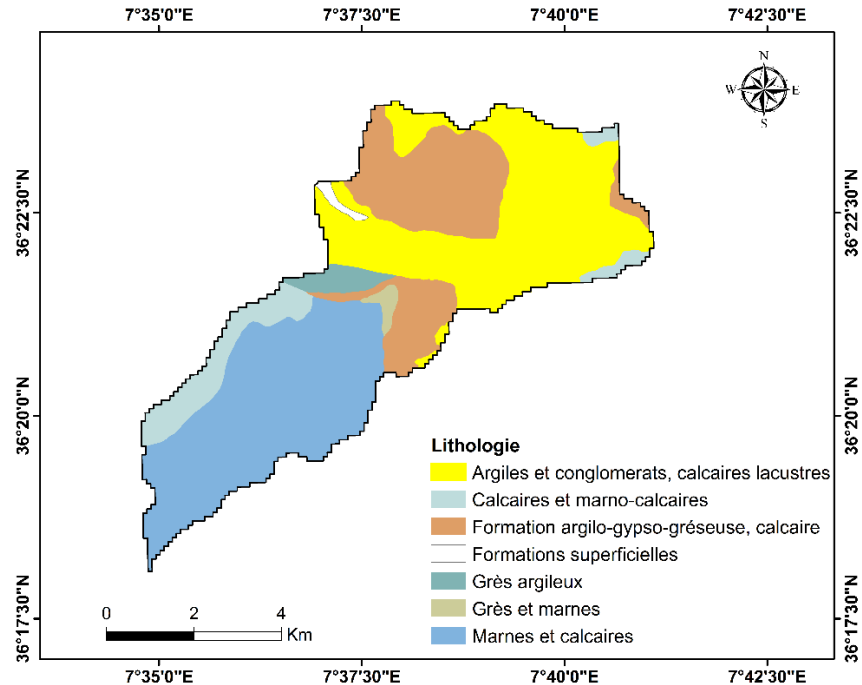 7°35'0"E 7°37'30"E 7°40'0"E 7°42'30"E
N
W E
S
36°22'30"N 36°22'30"N
36°20'0"N 36°20'0"N
Lithologie
Argiles et conglomerats, calcaires lacustres
Calcaires et marno-calcaires
Formation argilo-gypso-gréseuse, calcaire
Formations superficielles
Grès argileux
Grès et marnes
Marnes et calcaires
0 2 4
Km
36°17'30"N 36°17'30"N
7°35'0"E 7°37'30"E 7°40'0"E 7°42'30"E